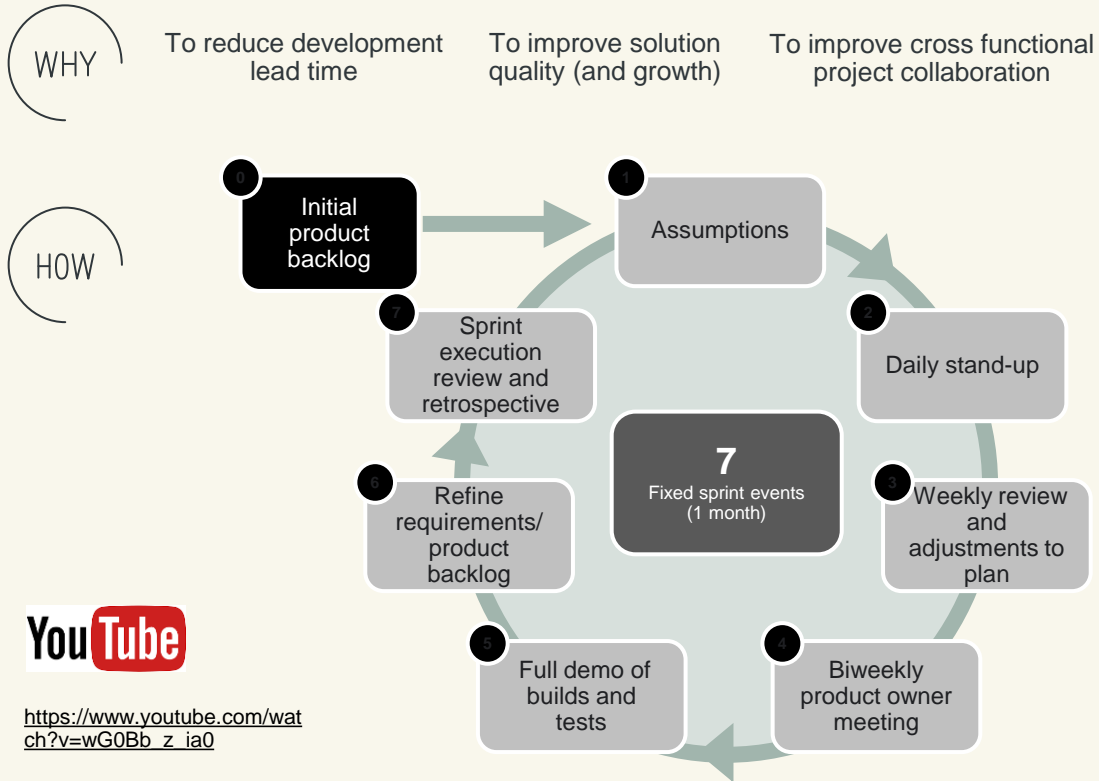 WHY
To reduce development
lead time
To improve solution
quality (and growth)
To improve cross functional
project collaboration
HOW
0
Initial
product
backlog
1
Assumptions
2
Daily stand-up
3
Weekly review
and
adjustments to
plan
4
Biweekly
product owner
meeting
5
Full demo of
builds and
tests
6
Refine
requirements/
product
backlog
7
Sprint
execution
review and
retrospective
7
Fixed sprint events
(1 month)
YouTube
https://www.youtube.com/wat
ch?v=wG0Bb_z_ia0